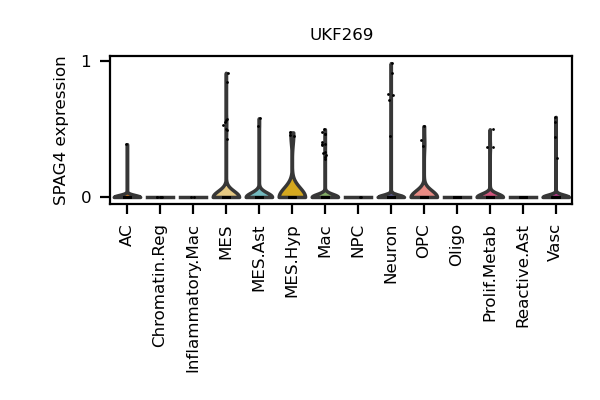 UKF269
SPAG4 expression
1
0
AC
Chromatin.Reg
Inflammatory.Mac
MES
MES.Ast
MES.Hyp
Mac
NPC
Neuron
OPC
Oligo
Prolif.Metab
Reactive.Ast
Vasc